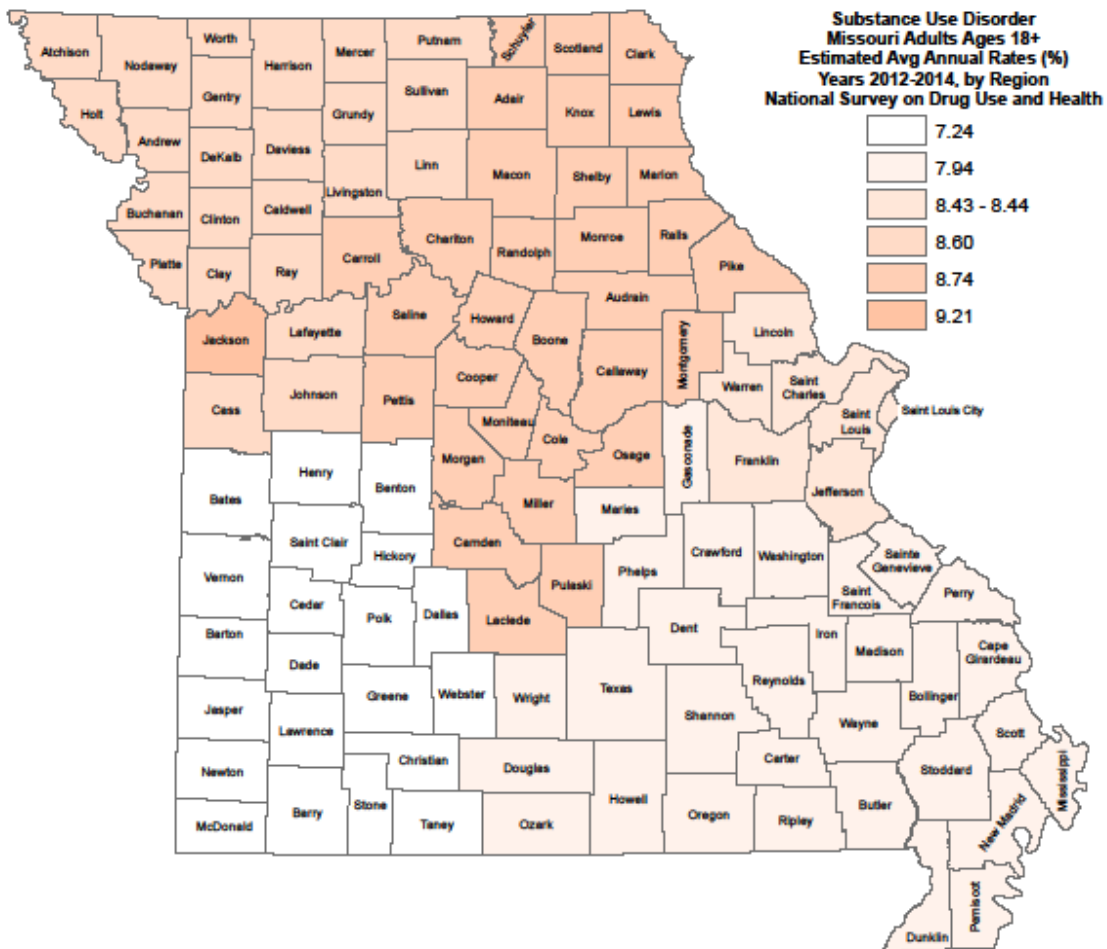 Substance Use Disorder
Missouri Adults Ages 18+
Estimated Avg Annual Rates (%)
Years 2012-2014, by Region
National Survey on Drug Use and Health
7.24
7.94
8.43 - 8.44
8.60
8.74
9.21
Atchison
Nodaway
Worth
Harrison
Mercer
Putnam
Schuyler
Scotland
Clark
Holt
Gentry
Sullivan
Adair
Knox
Lewis
Andrew
DeKalb
Daviess
Grundy
Linn
Macon
Shelby
Marion
Buchanan
Clinton
Caldwell
Livingston
Chariton
Randolph
Monroe
Ralls
Pike
Platte
Clay
Ray
Carroll
Audrain
Lincoln
Jackson
Lafayette
Saline
Howard
Boone
Callaway
Montgomery
Warren
Saint
Charles
Saint
Louis
Saint Louis City
Cass
Johnson
Pettis
Cooper
Moniteau
Cole
Osage
Gasconade
Franklin
Jefferson
Bates
Henry
Benton
Morgan
Miller
Maries
Saint Clair
Hickory
Camden
Pulaski
Phelps
Crawford
Washington
Sainte
Genevieve
Saint
Francois
Perry
Vernon
Cedar
Polk
Dallas
Laclede
Dent
Iron
Madison
Cape
Girardeau
Barton
Dade
Greene
Webster
Wright
Texas
Shannon
Reynolds
Wayne
Bollinger
Scott
Jasper
Lawrence
Christian
Douglas
Carter
Stoddard
Mississippi
Newton
McDonald
Barry
Stone
Taney
Ozark
Howell
Oregon
Ripley
Butler
New Madrid
Dunklin
Pemiscot